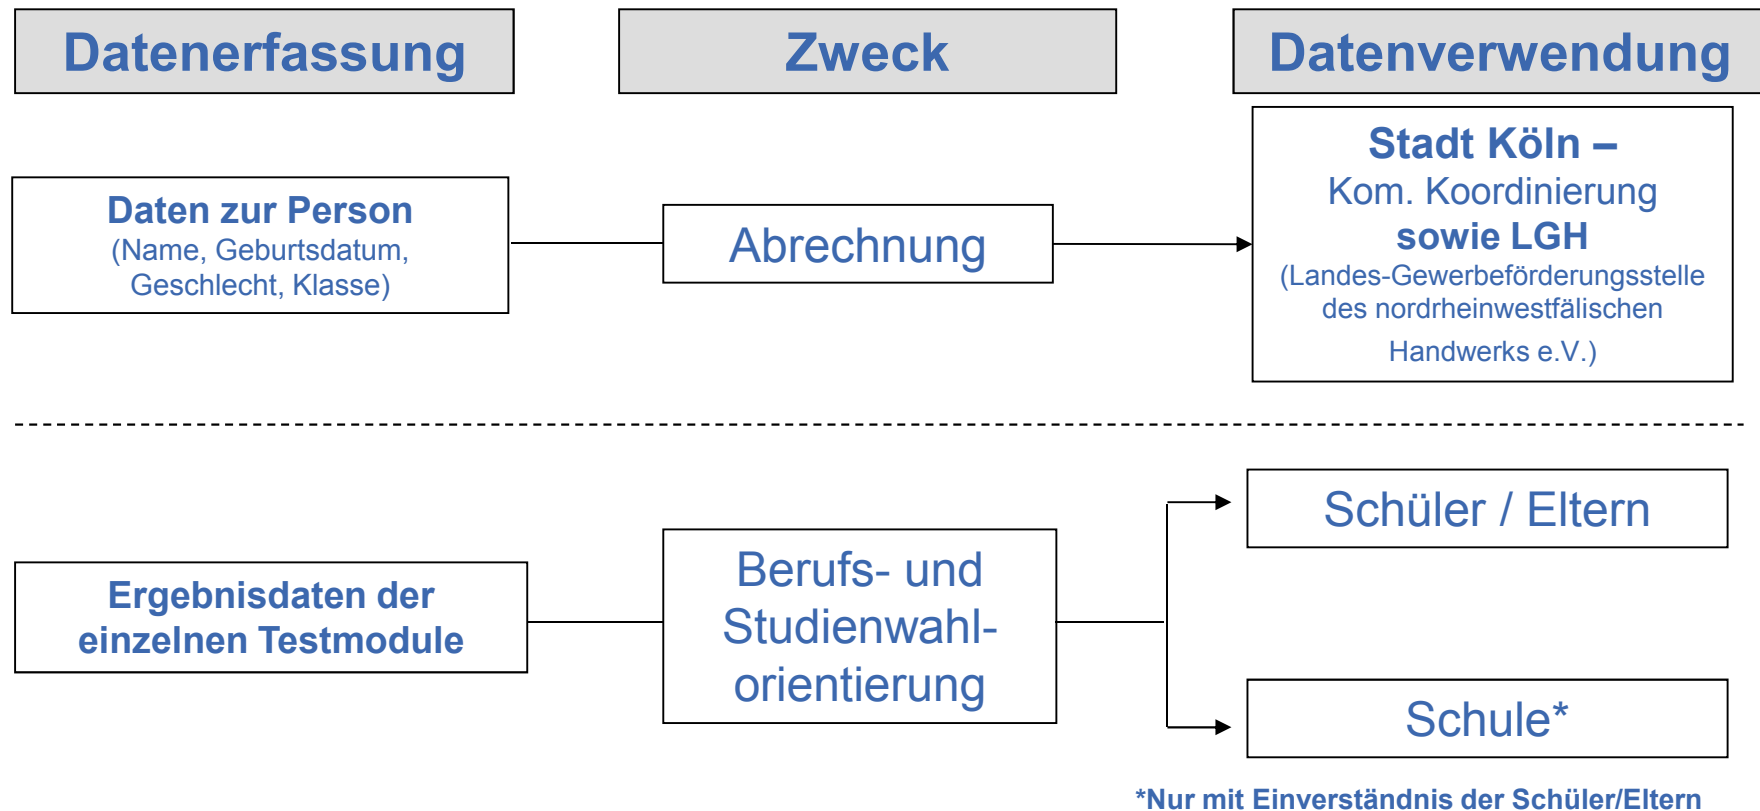 Datenerfassung
Zweck
Datenverwendung
Daten zur Person
(Name, Geburtsdatum,
Geschlecht, Klasse)
Abrechnung
Stadt Köln –
Kom. Koordinierung
sowie LGH
(Landes-Gewerbeförderungsstelle
des nordrheinwestfälischen
Handwerks e.V.)
Ergebnisdaten der
einzelnen Testmodule
Berufs- und
Studienwahl-
orientierung
Schüler / Eltern
Schule*
*Nur mit Einverständnis der Schüler/Eltern